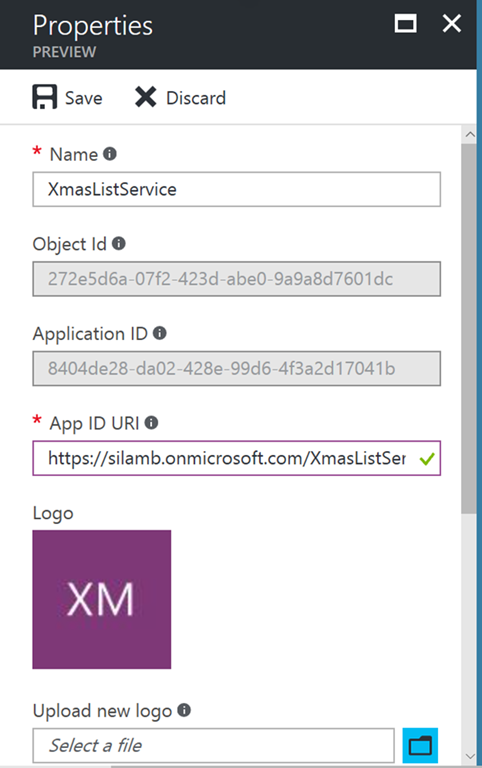 Properties
PREVIEW
Save Discard
* Name
XmasListService
Object Id
272e5d6a-07f2-423d-abe0-9a9a8d7601dc
Application ID
8404de28-da02-428e-99d6-4f3a2d17041b
* App ID URI
https://silamb.onmicrosoft.com/XmasListSer
Logo
XM
Upload new logo
Select a file